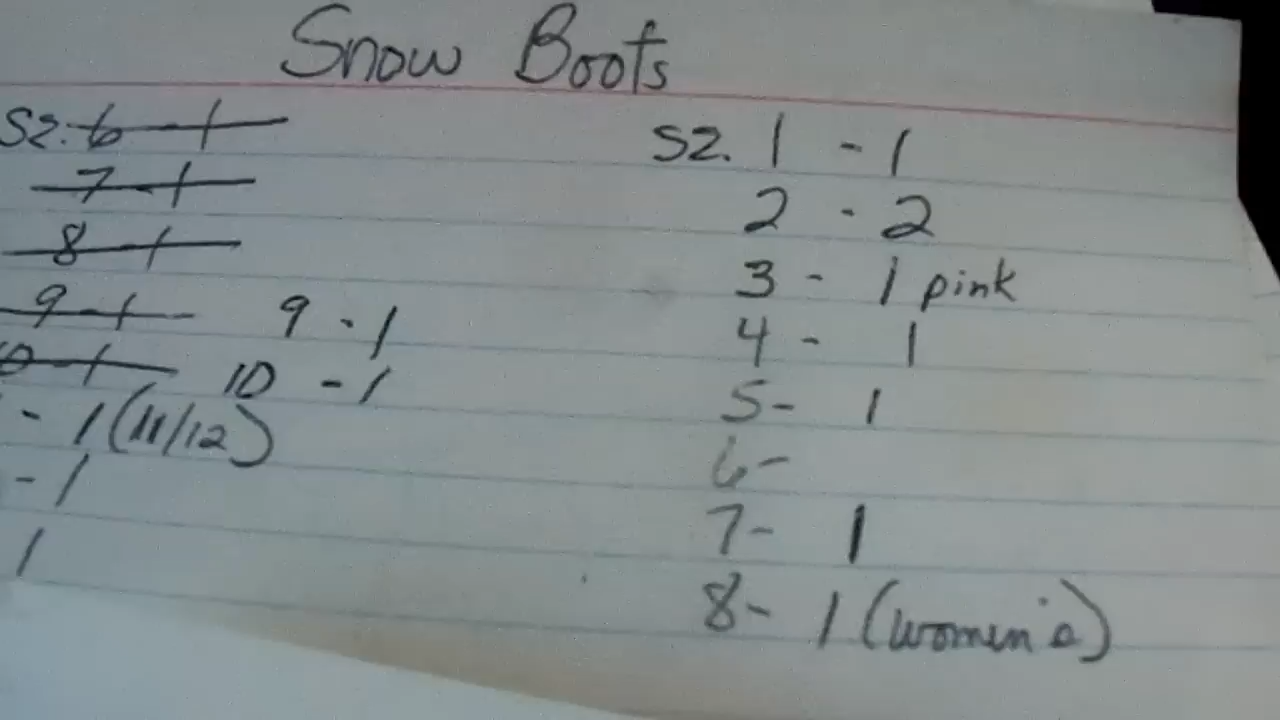 Snow Boots
sz. 6 - 1
7 - 1
8 - 1
9 - 1 9 - 1
10 - 1 10 - 1
- 1 (11/12)
- 1
1
sz. 1 - 1
2 - 2
3 - 1 pink
4 - 1
5 - 1
6 -
7 - 1
8 - 1 (women's)